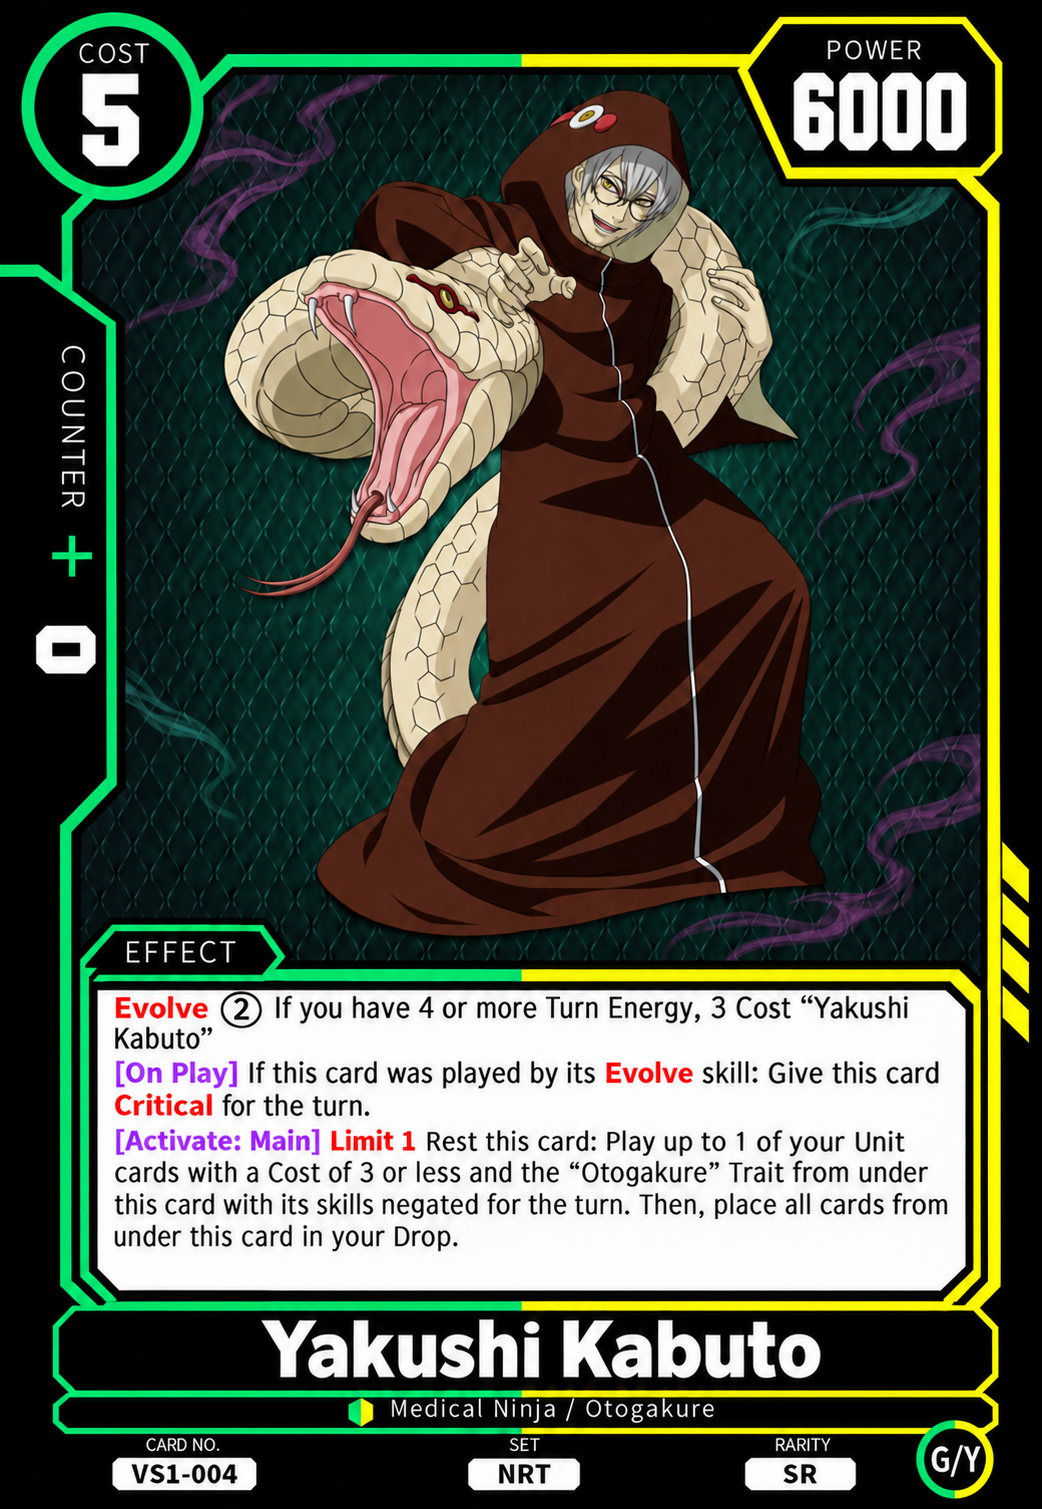 COST
5
POWER
6000
COUNTER + 0
EFFECT
Evolve ② If you have 4 or more Turn Energy, 3 Cost “Yakushi
Kabuto”
[On Play] If this card was played by its Evolve skill: Give this card
Critical for the turn.
[Activate: Main] Limit 1 Rest this card: Play up to 1 of your Unit
cards with a Cost of 3 or less and the “Otogakure” Trait from under
this card with its skills negated for the turn. Then, place all cards from
under this card in your Drop.
Yakushi Kabuto
Medical Ninja / Otogakure
CARD NO.
VS1-004
SET
NRT
RARITY
SR
G/Y